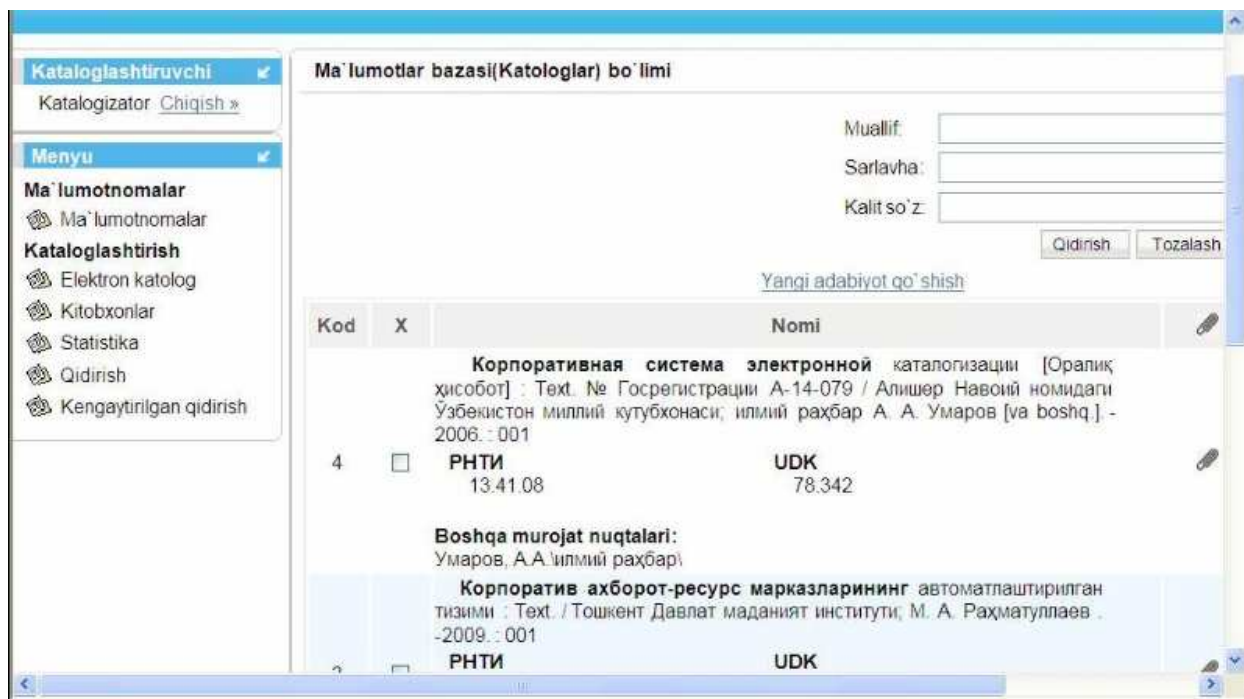 Kataloglashtiruvchi
Katalogizator Chiqish »
Menyu
Ma`lumotnomalar
Ma`lumotnomalar
Kataloglashtirish
Elektron katolog
Kitobxonlar
Statistika
Qidirish
Kengaytirilgan qidirish
Ma`lumotlar bazasi(Katologlar) bo`limi
Muallif:
Sarlavha:
Kalit so`z:
Qidirish Tozalash
Yangi adabiyot qo`shish
Kod X Nomi
Корпоративная система электронной каталогизации [Оралиқ
ҳисобот] : Text. № Госрегистрации А-14-079 / Алишер Навоий номидаги
Ўзбекистон миллий кутубхонаси; илмий раҳбар А. А. Умаров [va boshq.]. -
2006. : 001
4 РНТИ UDK
13.41.08 78.342
Boshqa murojat nuqtalari:
Умаров, А.А.\илмий раҳбар\
Корпоратив ахборот-ресурс марказларининг автоматлаштирилган
тизими : Text. / Тошкент Давлат маданият институти; М. А. Раҳматуллаев .
-2009. : 001
РНТИ UDK